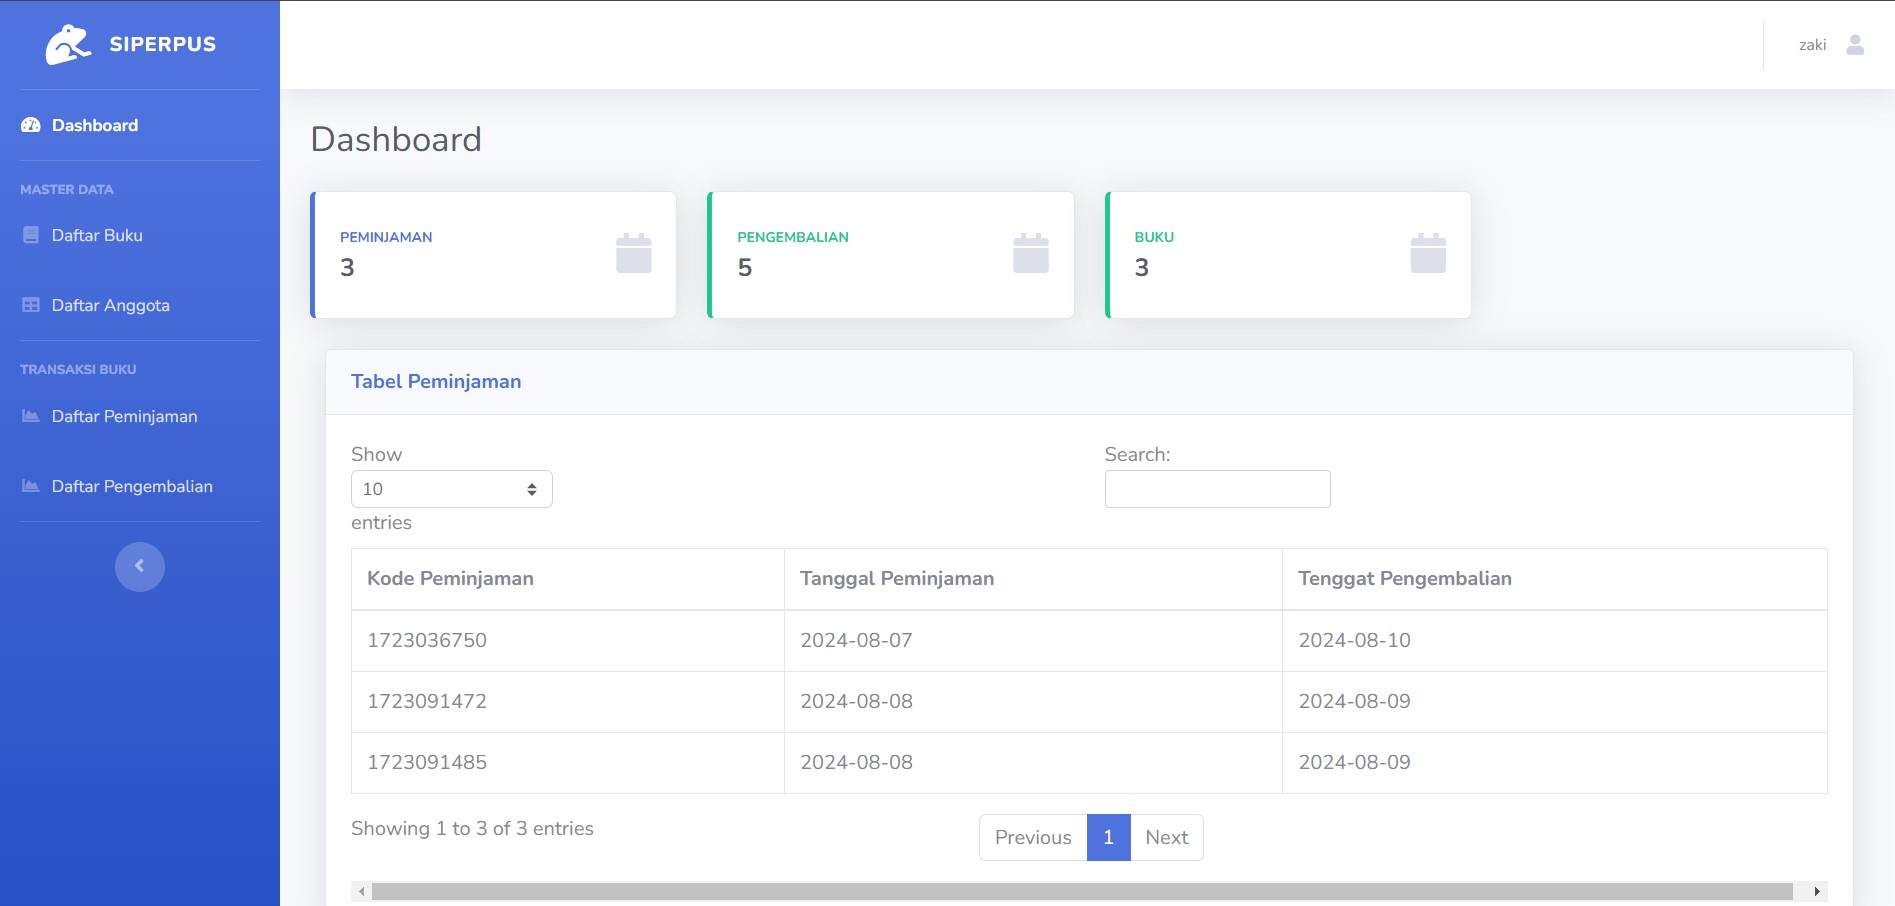 SIPERPUS
zaki
Dashboard
MASTER DATA
Daftar Buku
Daftar Anggota
TRANSAKSI BUKU
Daftar Peminjaman
Daftar Pengembalian
Dashboard
PEMINJAMAN
3
PENGEMBALIAN
5
BUKU
3
Tabel Peminjaman
Show
10
entries
Search:
Kode Peminjaman Tanggal Peminjaman Tenggat Pengembalian
1723036750 2024-08-07 2024-08-10
1723091472 2024-08-08 2024-08-09
1723091485 2024-08-08 2024-08-09
Showing 1 to 3 of 3 entries
Previous 1 Next